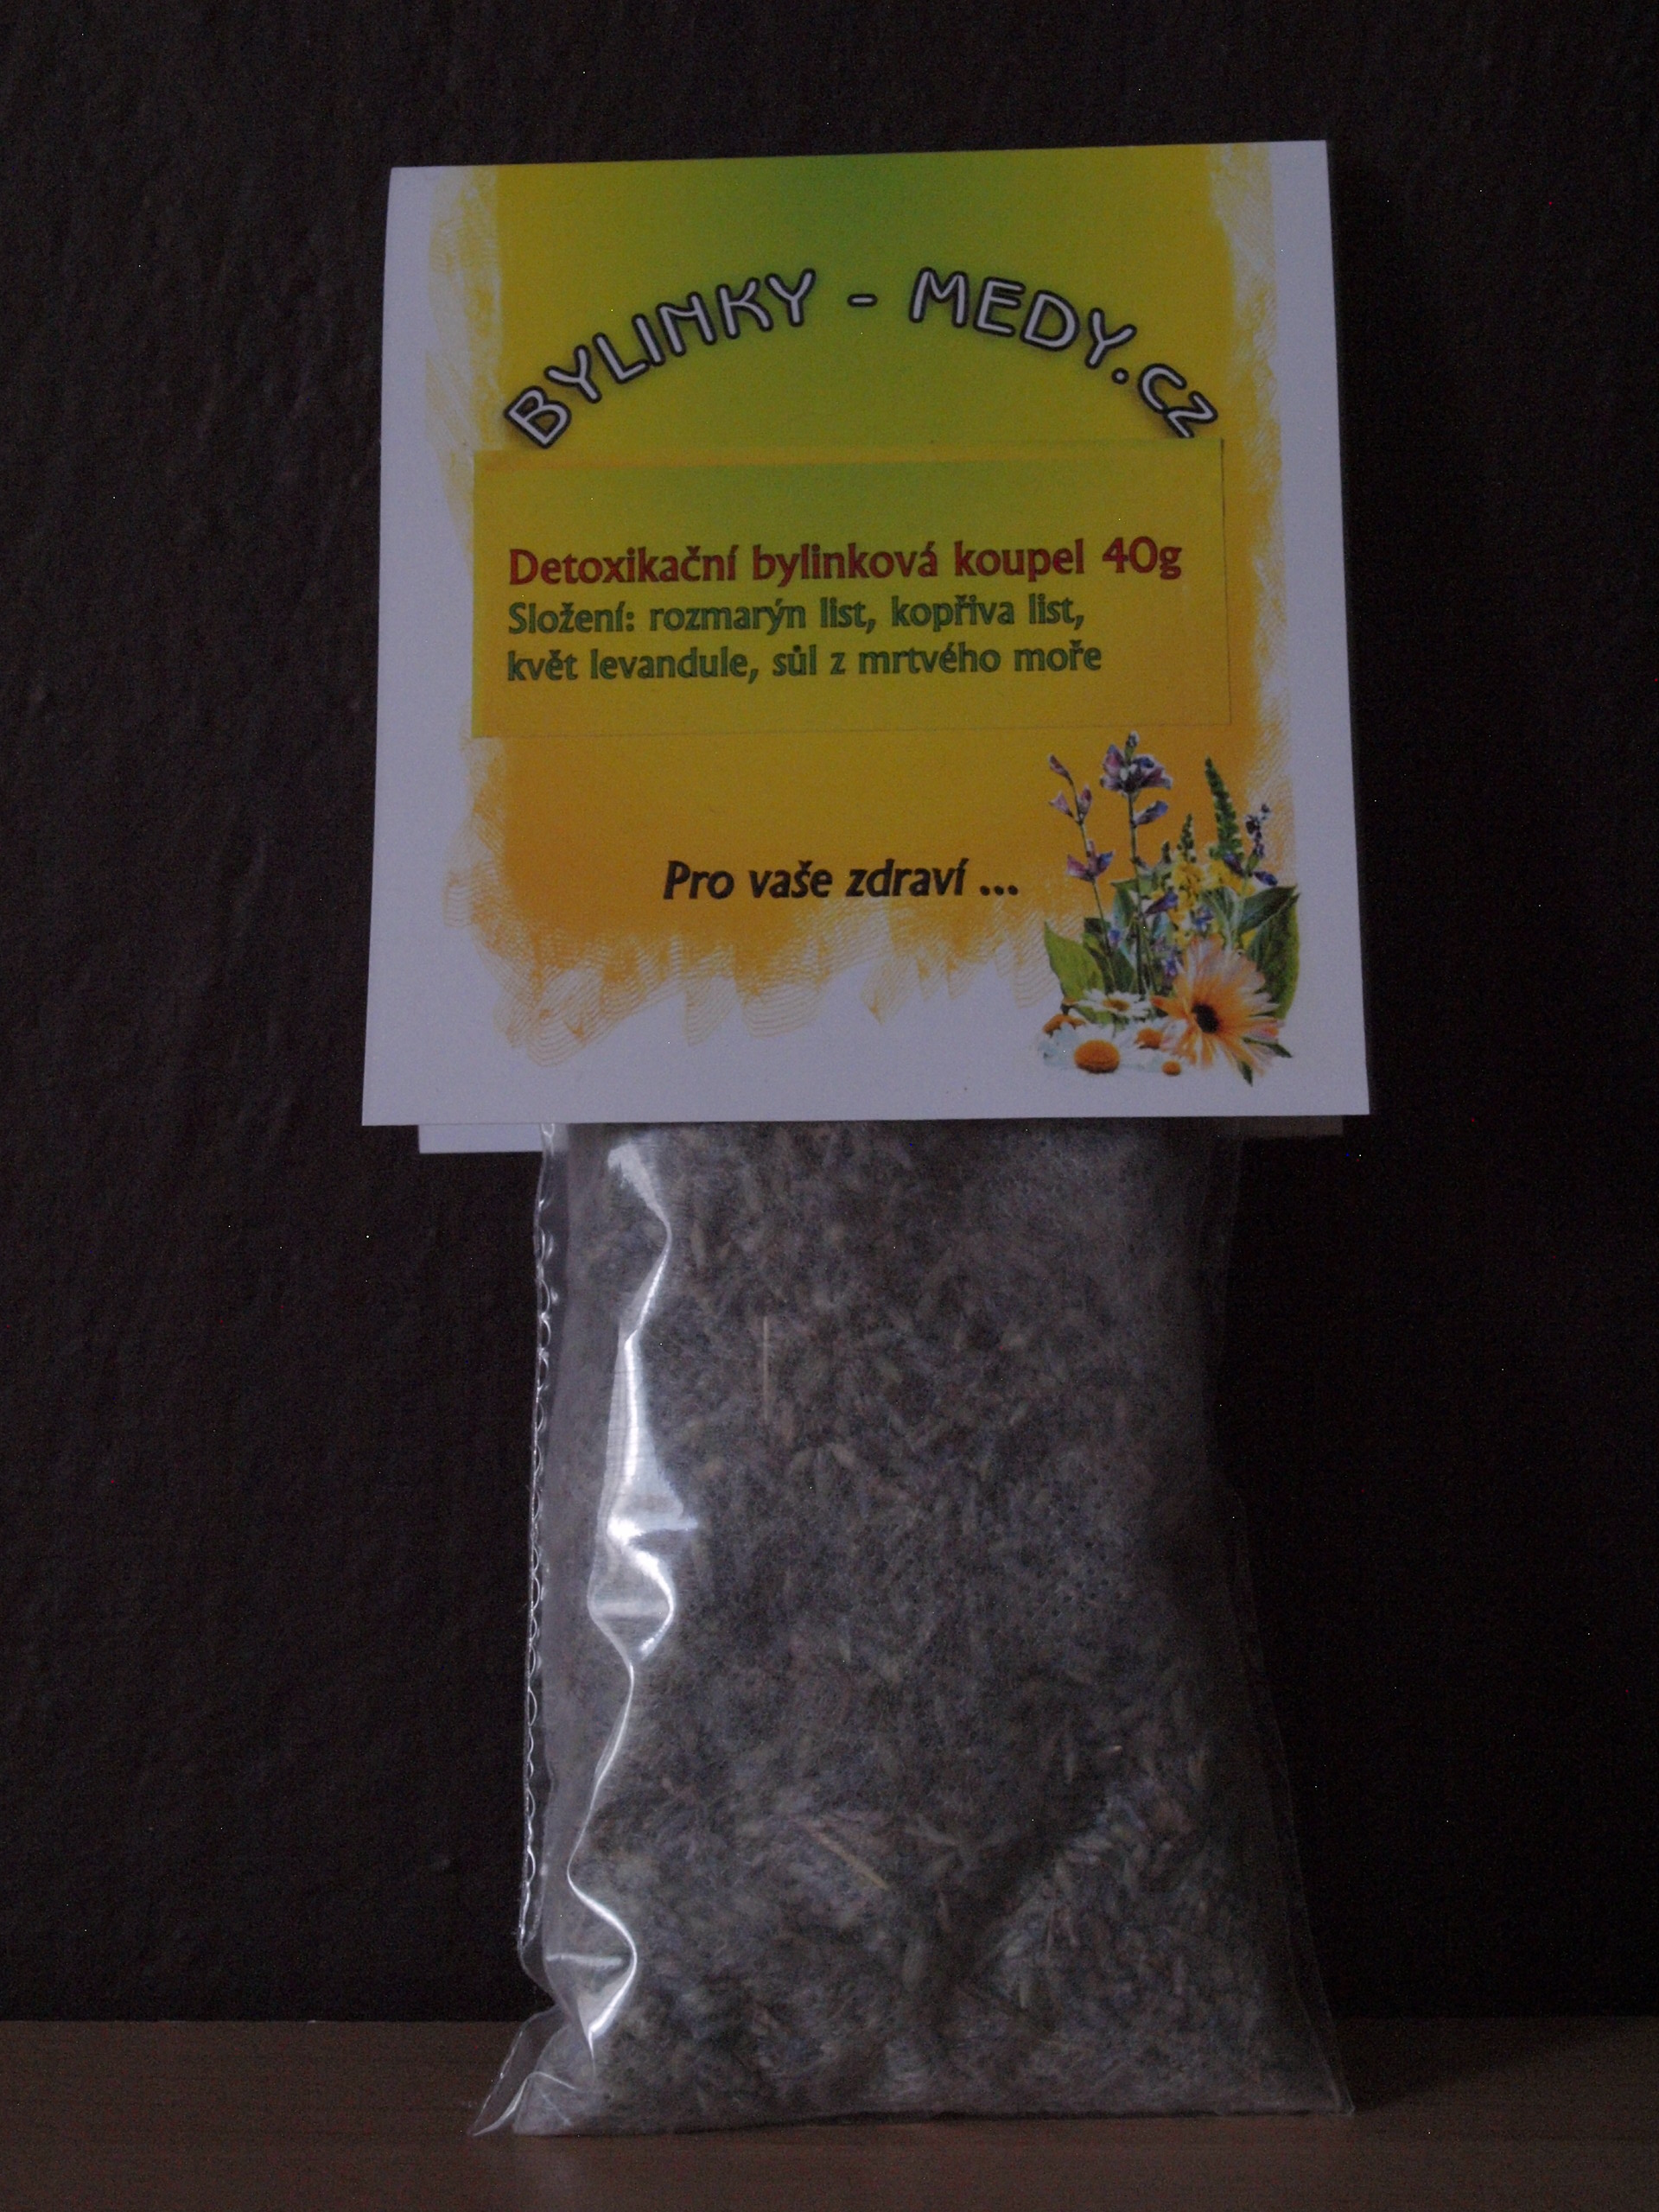 BYLINKY - MEDY.CZ
Detoxikační bylinková koupel 40g
Složení: rozmarýn list, kopřiva list,
květ levandule, sůl z mrtvého moře
Pro vaše zdraví ...